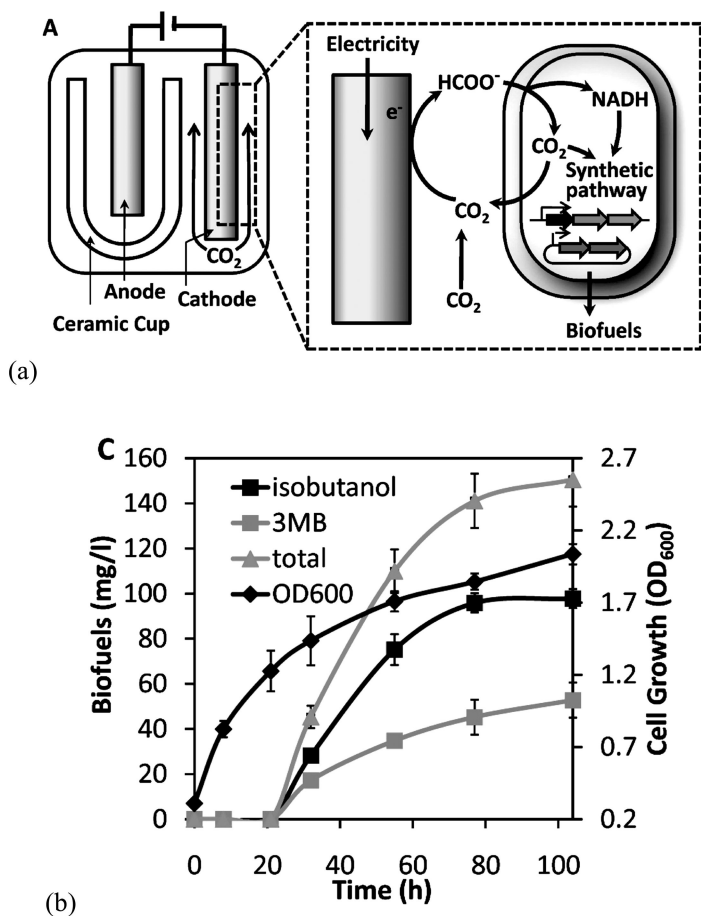 A
Electricity
HCOO⁻
e⁻
NADH
CO₂
Synthetic
pathway
CO₂
CO₂
Biofuels
CO₂
Anode
Cathode
Ceramic Cup
(a)
C
160
140
120
100
80
60
40
20
0
Biofuels (mg/l)
isobutanol
3MB
total
OD600
2.7
2.2
1.7
1.2
0.7
0.2
Cell Growth (OD₆₀₀)
0
20
40
60
80
100
Time (h)
(b)